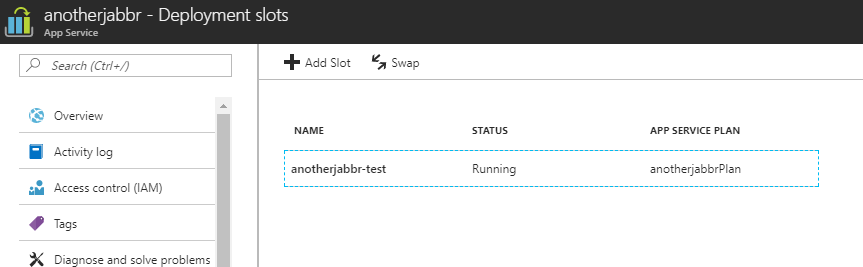 anotherjabbr - Deployment slots
App Service
Search (Ctrl+/)
Overview
Activity log
Access control (IAM)
Tags
Diagnose and solve problems
Add Slot Swap
NAME STATUS APP SERVICE PLAN
anotherjabbr-test Running anotherjabbrPlan